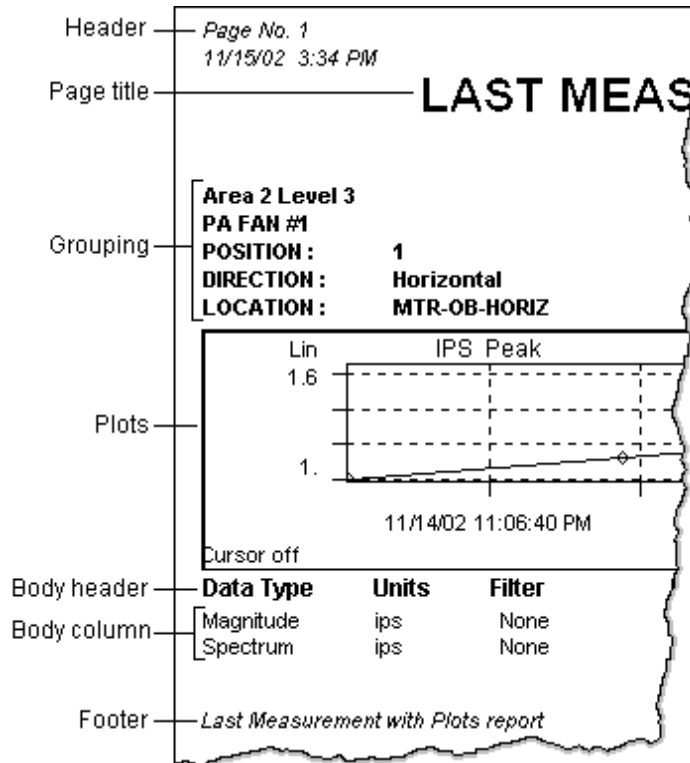 Header
Page No. 1
11/15/02 3:34 PM
Page title
LAST MEAS
Grouping
Area 2 Level 3
PA FAN #1
POSITION : 1
DIRECTION : Horizontal
LOCATION : MTR-OB-HORIZ
Plots
Lin IPS Peak
1.6
1.
11/14/02 11:06:40 PM
Cursor off
Body header
Data Type Units Filter
Body column
Magnitude ips None
Spectrum ips None
Footer
Last Measurement with Plots report